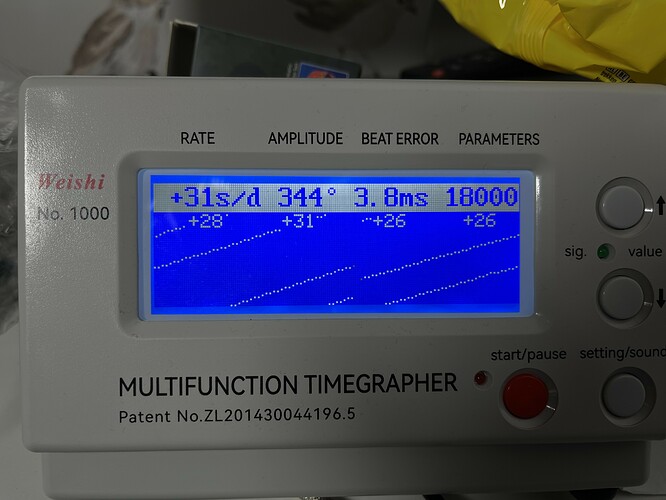 RATE AMPLITUDE BEAT ERROR PARAMETERS
Weishi
No. 1000
+31s/d 344° 3.8ms 18000
+28 +31 +26 +26
sig. value
start/pause setting/sound
MULTIFUNCTION TIMEGRAPHER
Patent No.ZL201430044196.5